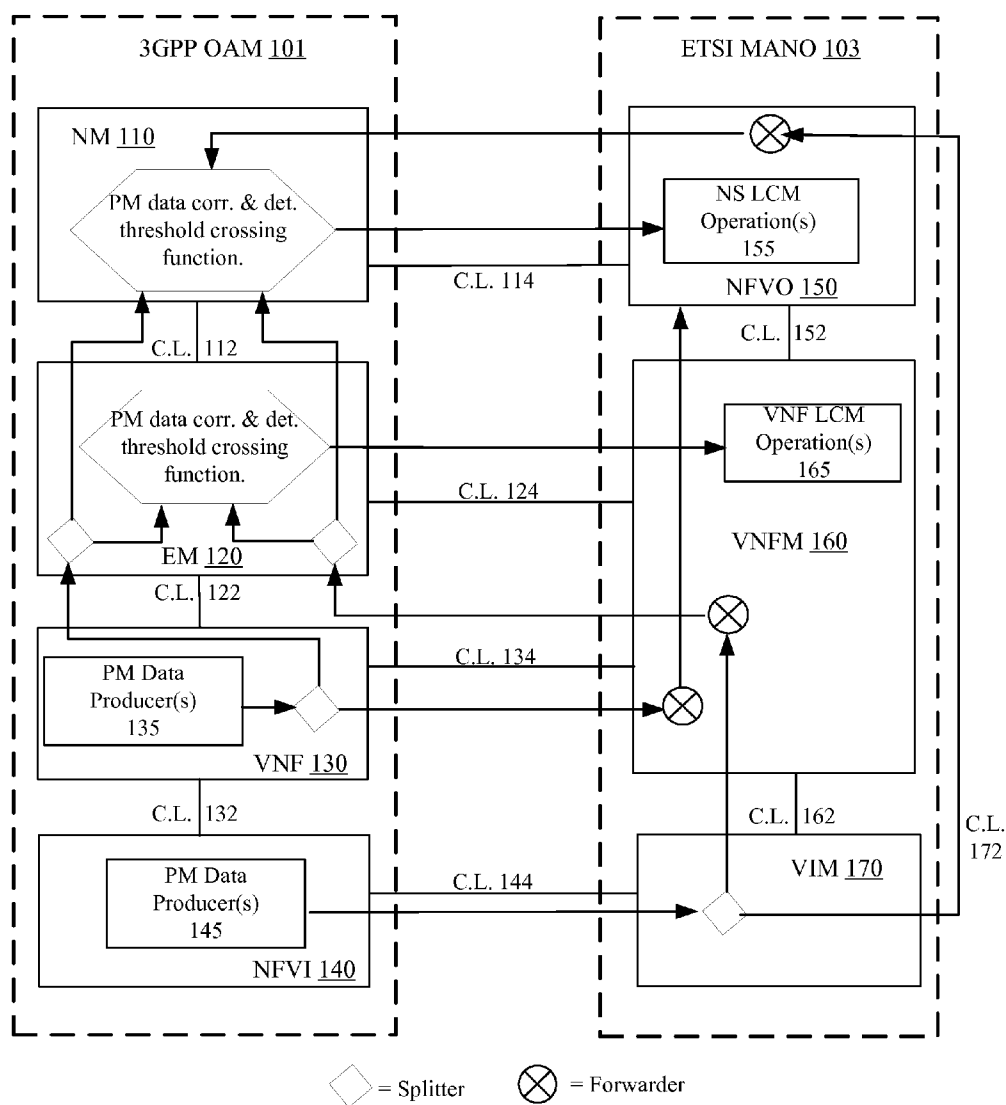 3GPP OAM 101
ETSI MANO 103
NM 110
PM data corr. & det.
threshold crossing
function.
NS LCM
Operation(s)
155
NFVO 150
C.L. 114
C.L. 112
C.L. 152
PM data corr. & det.
threshold crossing
function.
VNF LCM
Operation(s)
165
C.L. 124
VNFM 160
EM 120
C.L. 122
PM Data
Producer(s)
135
VNF 130
C.L. 134
C.L. 132
C.L. 162
C.L.
172
PM Data
Producer(s)
145
NFVI 140
C.L. 144
VIM 170
= Splitter
= Forwarder